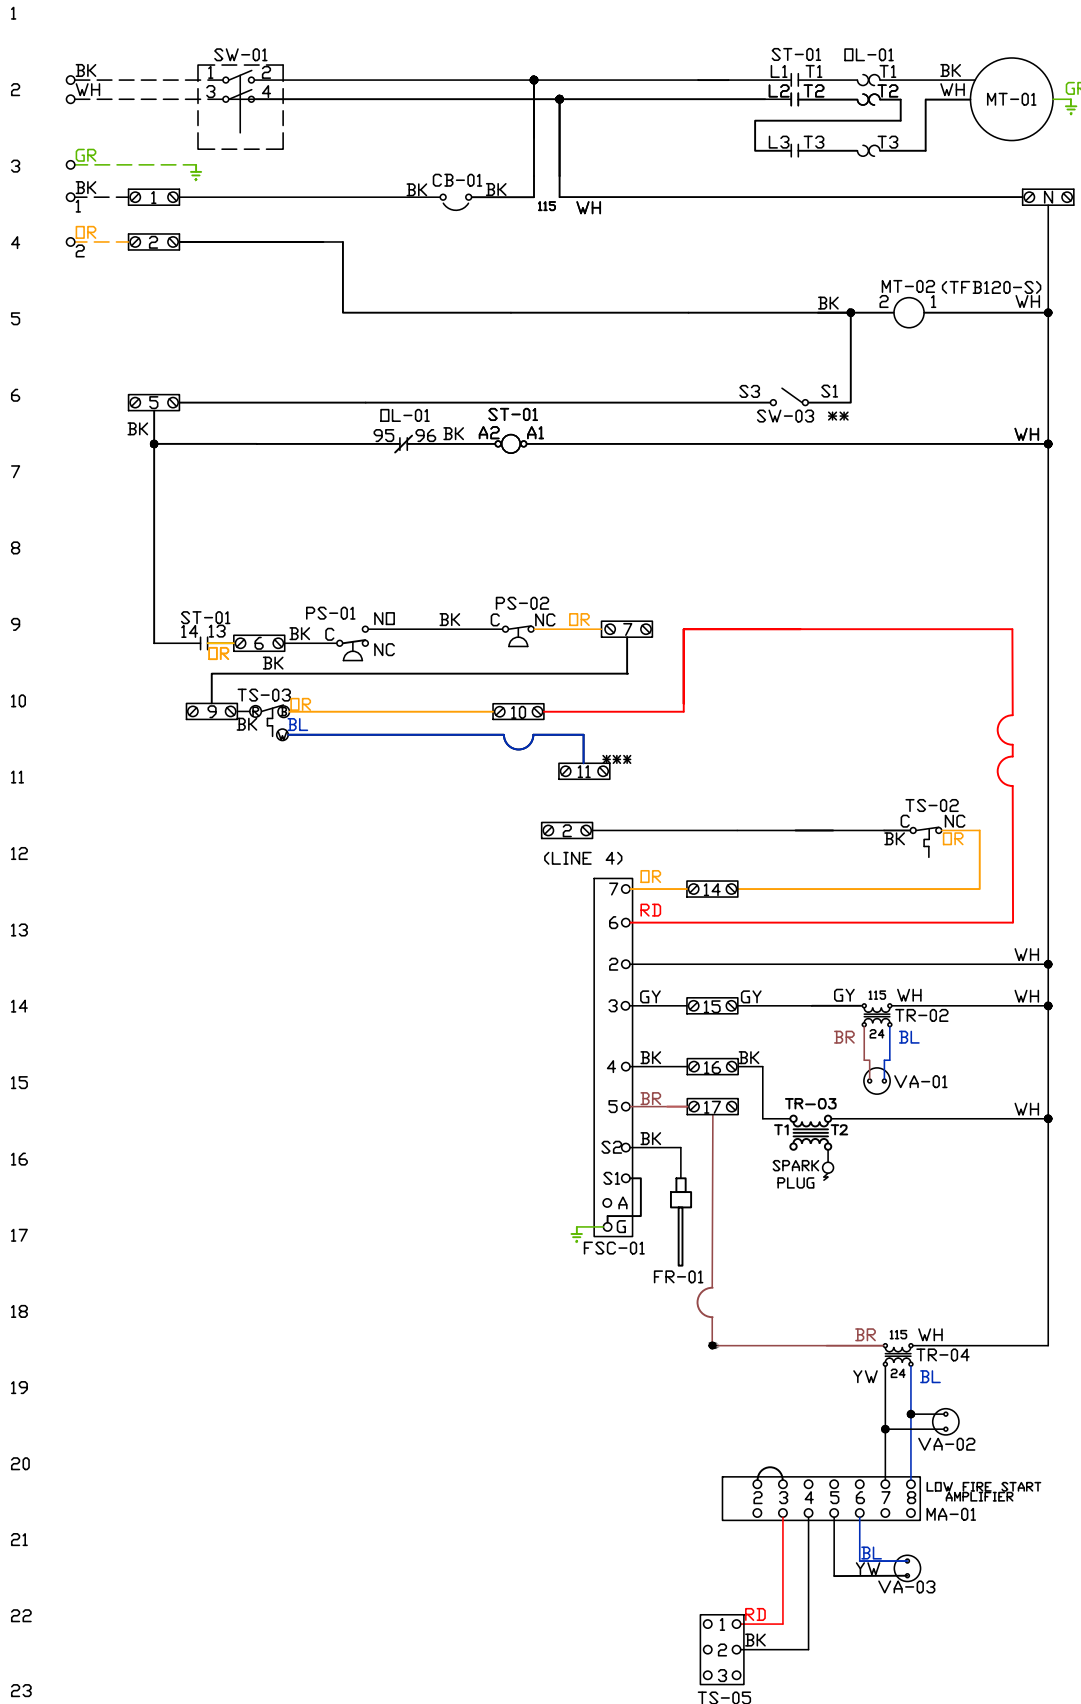 1
SW-01
ST-01 OL-01
BK 1 2 L1 T1 T1 BK
2 WH 3 4 L2 T2 T2 WH MT-01 GR
L3 T3 T3
3 GR
BK 1 CB-01
1 BK BK 115 WH N
4 OR 2
2
MT-02 (TFB120-S)
5 BK 2 1 WH
6 5 S3 S1
SW-03 **
BK OL-01 ST-01
95 96 BK A2 A1 WH
7
8
9 ST-01 PS-01 NO BK PS-02
14 13 C NC C NC OR 7
OR 6 BK
BK
10 TS-03 OR
9 BK R B 10
BL
W
11 11 ***
TS-02
2 C NC
BK OR
12 (LINE 4)
7 OR 14
13 6 RD
2 WH
14 3 GY 15 GY GY 115 WH WH
TR-02
24
BR BL
15 4 BK 16 BK VA-01
5 BR 17 TR-03 WH
T1 T2
16 S2 BK
S1 SPARK
PLUG
A
17 G
FSC-01
FR-01
18
BR 115 WH
TR-04
19 YW 24 BL
VA-02
20
2 3 4 5 6 7 8 LOW FIRE START
AMPLIFIER
MA-01
21
BL
YW
VA-03
22 1 RD
2 BK
3
23 TS-05